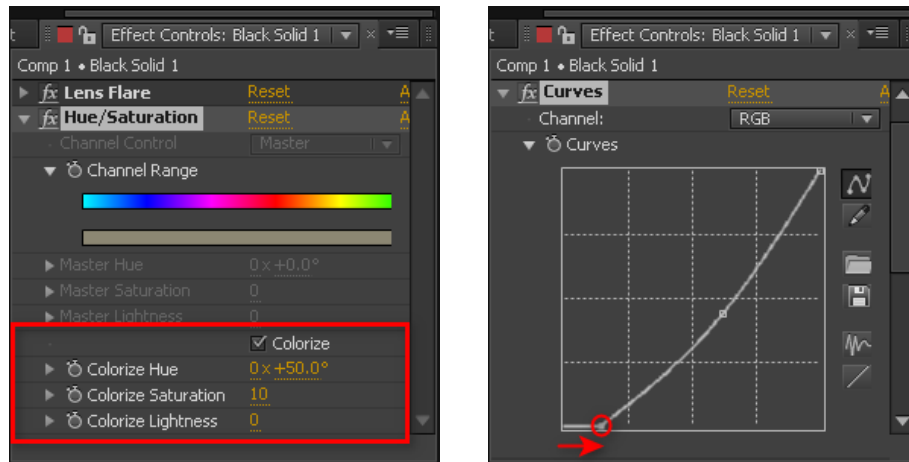 Effect Controls: Black Solid 1
Comp 1 • Black Solid 1
fx Lens Flare Reset A
fx Hue/Saturation Reset A
Channel Control Master
Channel Range
Master Hue 0 x +0.0°
Master Saturation 0
Master Lightness 0
Colorize
Colorize Hue 0 x +50.0°
Colorize Saturation 10
Colorize Lightness 0
Effect Controls: Black Solid 1
Comp 1 • Black Solid 1
fx Curves Reset A
Channel: RGB
Curves